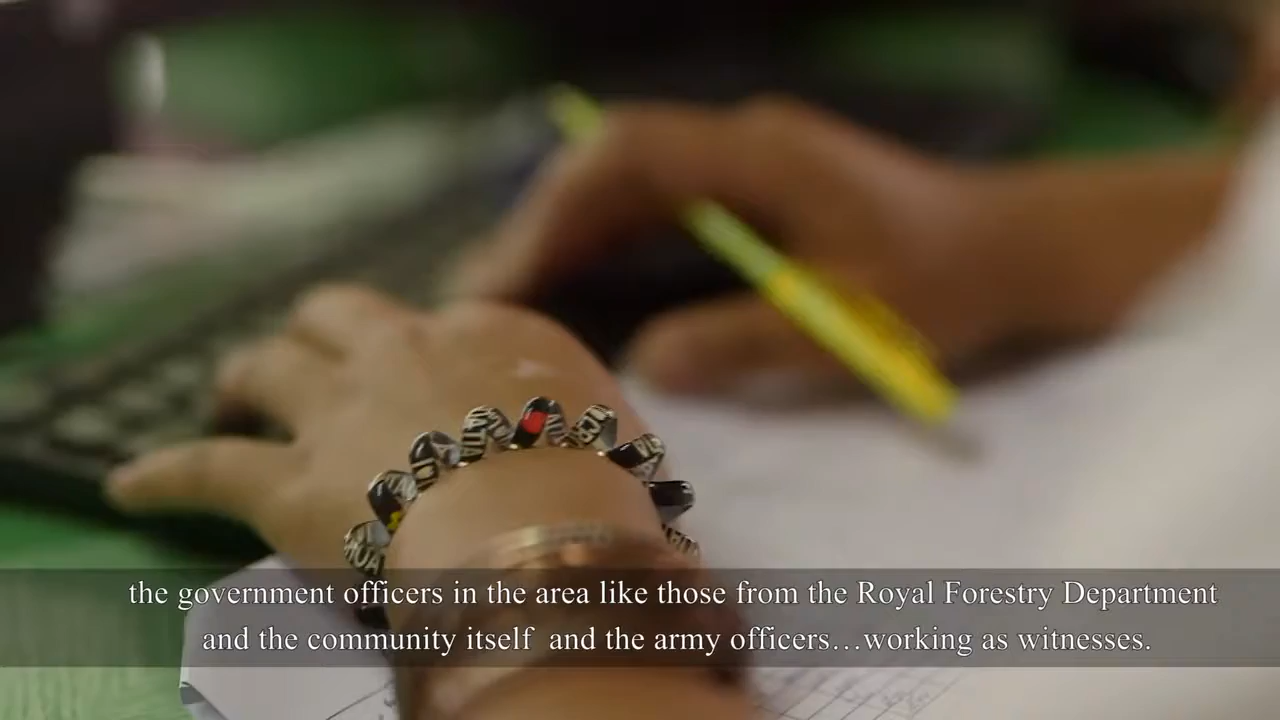 the government officers in the area like those from the Royal Forestry Department
and the community itself and the army officers…working as witnesses.